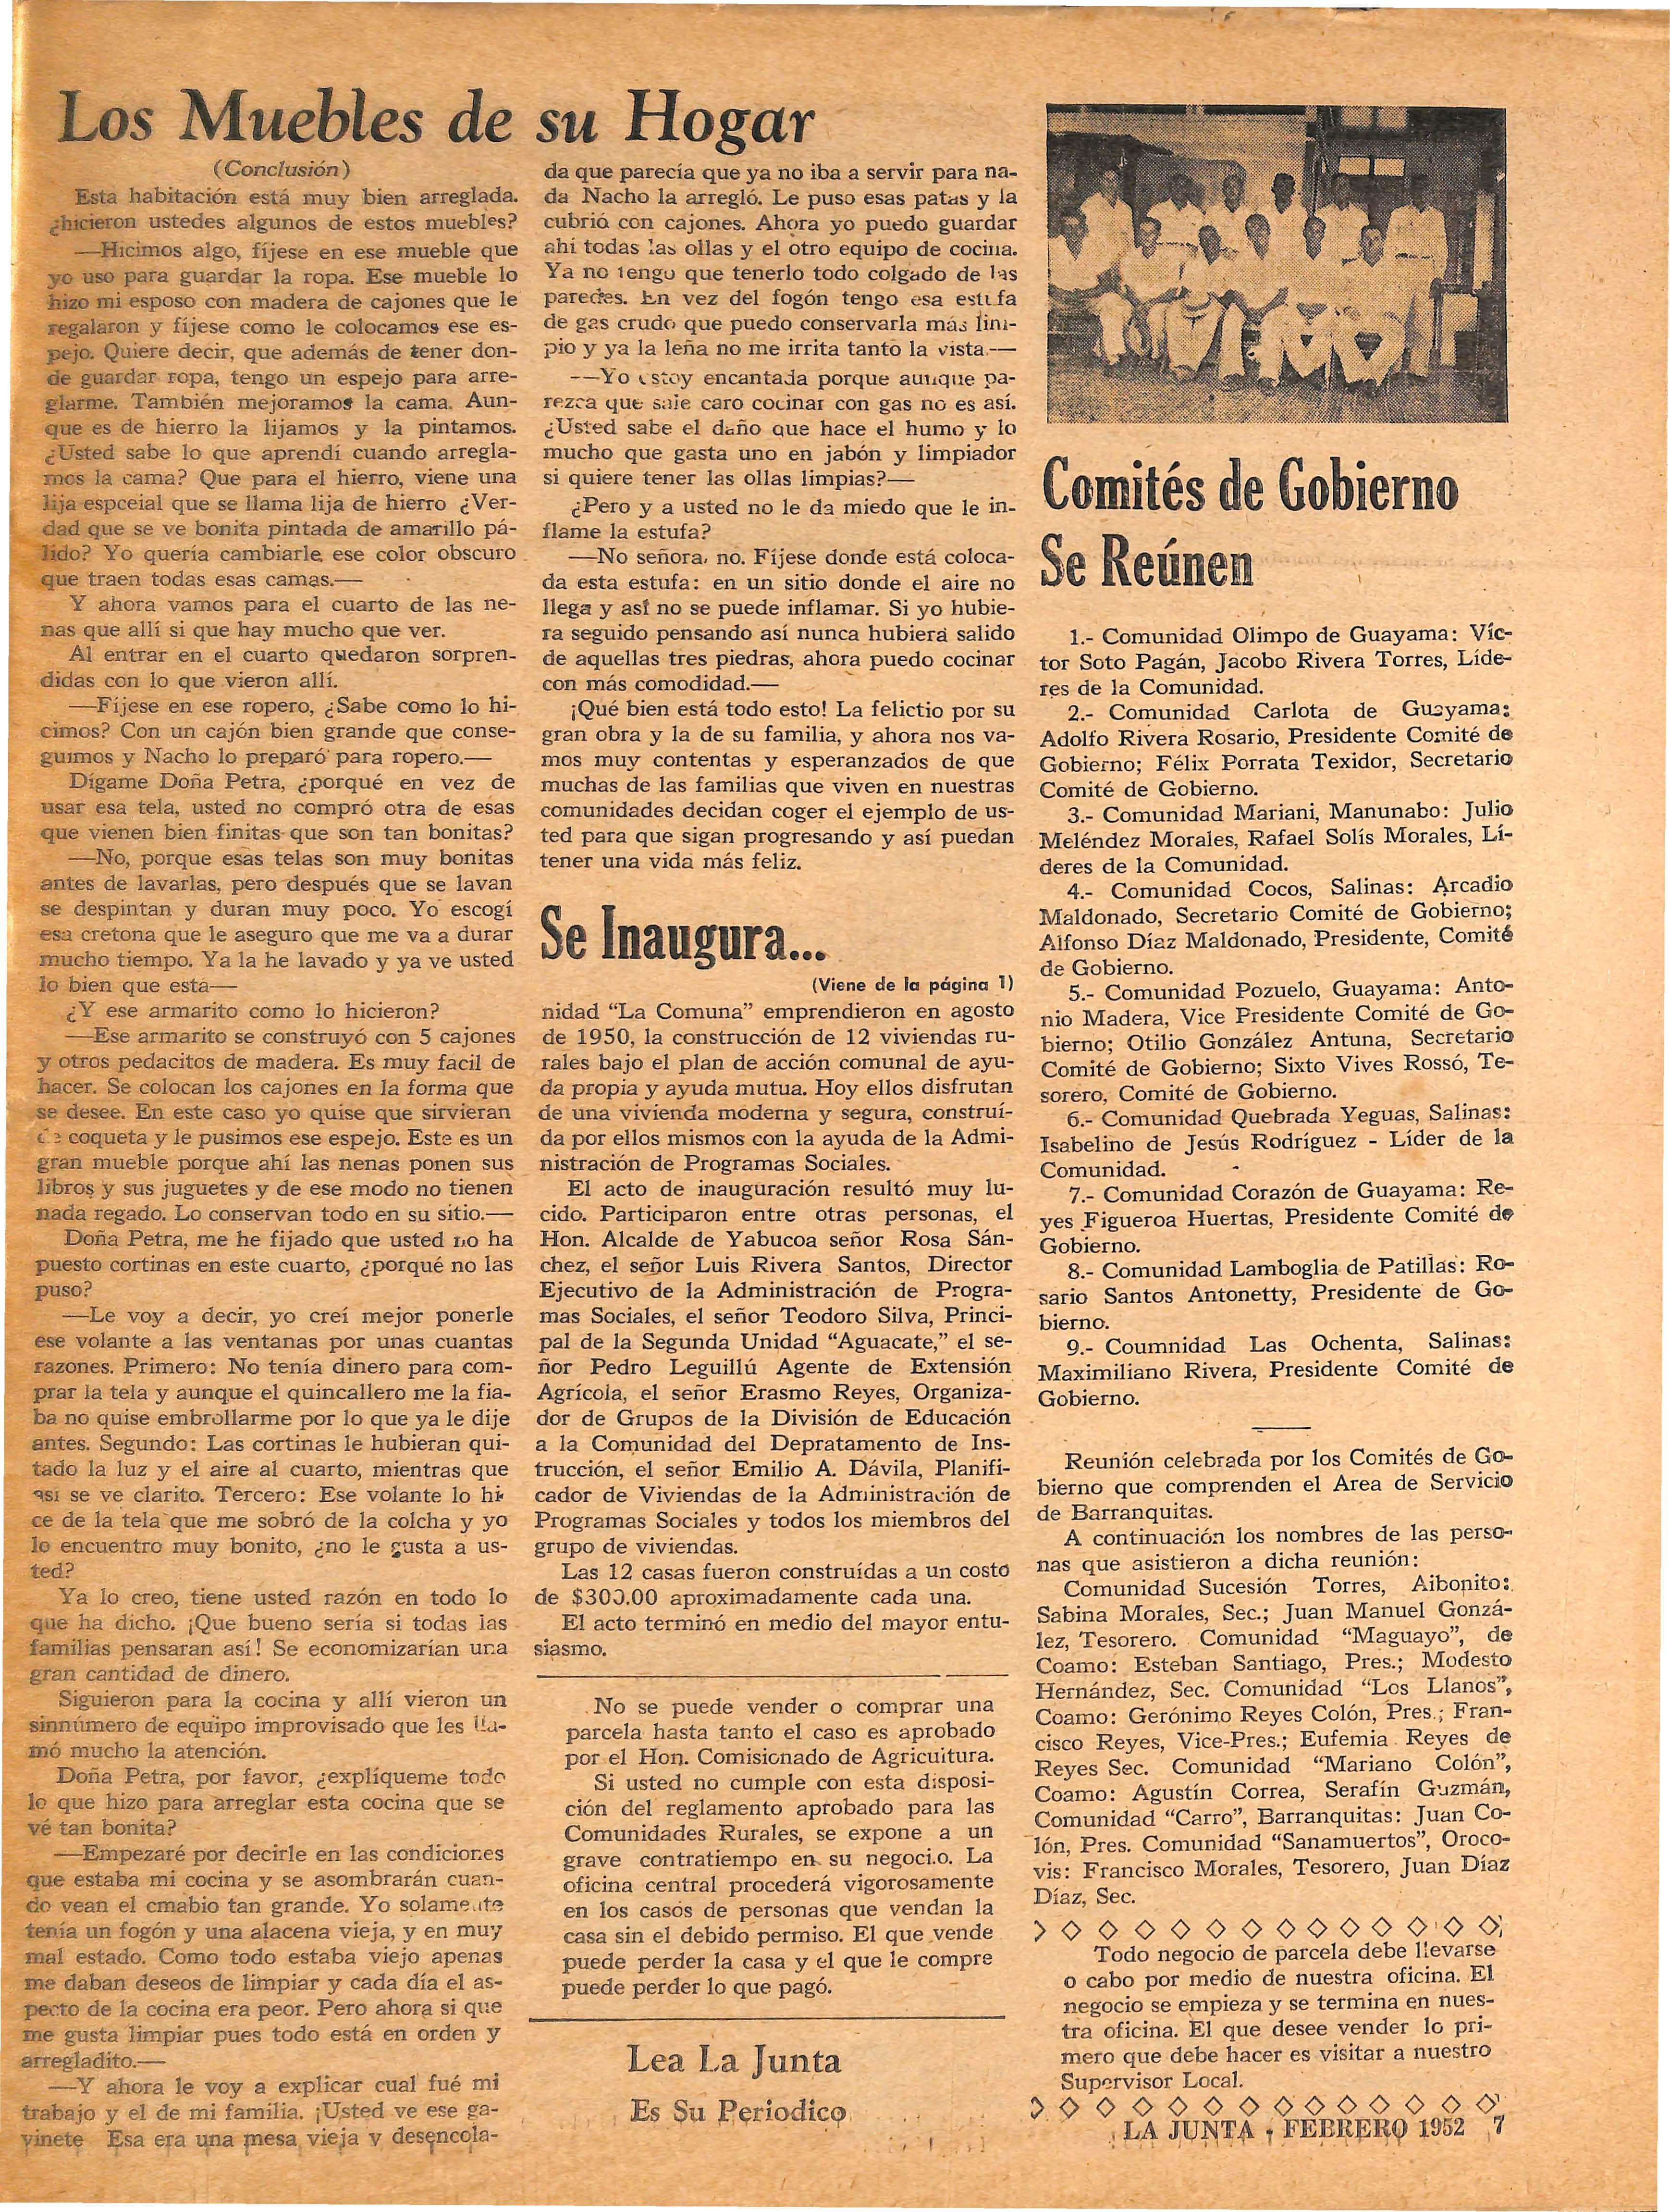 Los Muebles de su Hogar
(Conclusión)
Esta habitación está muy bien arreglada.
¿hicieron ustedes algunos de estos muebles?
—Hicimos algo, fíjese en ese mueble que
yo uso para guardar la ropa. Ese mueble lo
hizo mi esposo con madera de cajones que le
regalaron y fíjese como le colocamos ese es-
pejo. Quiere decir, que además de tener don-
de guardar ropa, tengo un espejo para arre-
glarme. También mejoramos la cama. Aun-
que es de hierro la lijamos y la pintamos.
¿Usted sabe lo que aprendí cuando arregla-
mos la cama? Que para el hierro, viene una
lija espceial que se llama lija de hierro ¿Ver-
dad que se ve bonita pintada de amarillo pá-
lido? Yo quería cambiarle ese color obscuro
que traen todas esas camas.—
Y ahora vamos para el cuarto de las ne-
nas que allí si que hay mucho que ver.
Al entrar en el cuarto quedaron sorpren-
didas con lo que vieron allí.
—Fíjese en ese ropero, ¿Sabe como lo hi-
cimos? Con un cajón bien grande que conse-
guimos y Nacho lo preparó para ropero.—
Dígame Doña Petra, ¿porqué en vez de
usar esa tela, usted no compró otra de esas
que vienen bien finitas que son tan bonitas?
—No, porque esas telas son muy bonitas
antes de lavarlas, pero después que se lavan
se despintan y duran muy poco. Yo escogí
esa cretona que le aseguro que me va a durar
mucho tiempo. Ya la he lavado y ya ve usted
lo bien que está—
¿Y ese armarito como lo hicieron?
—Ese armarito se construyó con 5 cajones
y otros pedacitos de madera. Es muy facil de
hacer. Se colocan los cajones en la forma que
se desee. En este caso yo quise que sirvieran
de coqueta y le pusimos ese espejo. Este es un
gran mueble porque ahí las nenas ponen sus
libros y sus juguetes y de ese modo no tienen
nada regado. Lo conservan todo en su sitio.—
Doña Petra, me he fijado que usted no ha
puesto cortinas en este cuarto, ¿porqué no las
puso?
—Le voy a decir, yo creí mejor ponerle
ese volante a las ventanas por unas cuantas
razones. Primero: No tenía dinero para com-
prar la tela y aunque el quincallero me la fia-
ba no quise embrollarme por lo que ya le dije
antes. Segundo: Las cortinas le hubieran qui-
tado la luz y el aire al cuarto, mientras que
así se ve clarito. Tercero: Ese volante lo hi
ce de la tela que me sobró de la colcha y yo
lo encuentro muy bonito, ¿no le gusta a us-
ted?
Ya lo creo, tiene usted razón en todo lo
que ha dicho. ¡Que bueno sería si todas las
familias pensaran así! Se economizarían una
gran cantidad de dinero.
Siguieron para la cocina y allí vieron un
sinnúmero de equipo improvisado que les lla-
mó mucho la atención.
Doña Petra, por favor, ¿explíqueme todo
lo que hizo para arreglar esta cocina que se
vé tan bonita?
—Empezaré por decirle en las condiciones
que estaba mi cocina y se asombrarán cuan-
do vean el cmabio tan grande. Yo solamente
tenía un fogón y una alacena vieja, y en muy
mal estado. Como todo estaba viejo apenas
me daban deseos de limpiar y cada día el as-
pecto de la cocina era peor. Pero ahora si que
me gusta limpiar pues todo está en orden y
arregladito.—
—Y ahora le voy a explicar cual fué mi
trabajo y el de mi familia. ¡Usted ve ese ga-
vinete Esa era una mesa vieja y desencola-
da que parecía que ya no iba a servir para na-
da Nacho la arregló. Le puso esas patas y la
cubrió con cajones. Ahora yo puedo guardar
ahí todas las ollas y el otro equipo de cocina.
Ya no tengo que tenerlo todo colgado de las
paredes. En vez del fogón tengo esa estufa
de gas crudo que puedo conservarla más lim-
pio y ya la leña no me irrita tanto la vista.—
—Yo estoy encantada porque aunque pa-
rezca que sale caro cocinar con gas no es así.
¿Usted sabe el daño que hace el humo y lo
mucho que gasta uno en jabón y limpiador
si quiere tener las ollas limpias?—
¿Pero y a usted no le da miedo que le in-
flame la estufa?
—No señora, no. Fíjese donde está coloca-
da esta estufa: en un sitio donde el aire no
llega y así no se puede inflamar. Si yo hubie-
ra seguido pensando así nunca hubiera salido
de aquellas tres piedras, ahora puedo cocinar
con más comodidad.—
¡Qué bien está todo esto! La felictio por su
gran obra y la de su familia, y ahora nos va-
mos muy contentas y esperanzados de que
muchas de las familias que viven en nuestras
comunidades decidan coger el ejemplo de us-
ted para que sigan progresando y así puedan
tener una vida más feliz.
Se Inaugura...
(Viene de la página 1)
nidad "La Comuna" emprendieron en agosto
de 1950, la construcción de 12 viviendas ru-
rales bajo el plan de acción comunal de ayu-
da propia y ayuda mutua. Hoy ellos disfrutan
de una vivienda moderna y segura, construí-
da por ellos mismos con la ayuda de la Admi-
nistración de Programas Sociales.
El acto de inauguración resultó muy lu-
cido. Participaron entre otras personas, el
Hon. Alcalde de Yabucoa señor Rosa Sán-
chez, el señor Luis Rivera Santos, Director
Ejecutivo de la Administración de Progra-
mas Sociales, el señor Teodoro Silva, Princi-
pal de la Segunda Unidad "Aguacate," el se-
ñor Pedro Leguillú Agente de Extensión
Agrícola, el señor Erasmo Reyes, Organiza-
dor de Grupos de la División de Educación
a la Comunidad del Depratamento de Ins-
trucción, el señor Emilio A. Dávila, Planifi-
cador de Viviendas de la Administración de
Programas Sociales y todos los miembros del
grupo de viviendas.
Las 12 casas fueron construídas a un costo
de $300.00 aproximadamente cada una.
El acto terminó en medio del mayor entu-
siasmo.
No se puede vender o comprar una
parcela hasta tanto el caso es aprobado
por el Hon. Comisionado de Agricultura.
Si usted no cumple con esta disposi-
ción del reglamento aprobado para las
Comunidades Rurales, se expone a un
grave contratiempo en su negocio. La
oficina central procederá vigorosamente
en los casos de personas que vendan la
casa sin el debido permiso. El que vende
puede perder la casa y el que le compre
puede perder lo que pagó.
Lea La Junta
Es Su Periodico
Comités de Gobierno
Se Reúnen
1.- Comunidad Olimpo de Guayama: Víc-
tor Soto Pagán, Jacobo Rivera Torres, Líde-
res de la Comunidad.
2.- Comunidad Carlota de Guayama:
Adolfo Rivera Rosario, Presidente Comité de
Gobierno; Félix Porrata Texidor, Secretario
Comité de Gobierno.
3.- Comunidad Mariani, Manunabo: Julio
Meléndez Morales, Rafael Solís Morales, Lí-
deres de la Comunidad.
4.- Comunidad Cocos, Salinas: Arcadio
Maldonado, Secretario Comité de Gobierno;
Alfonso Díaz Maldonado, Presidente, Comité
de Gobierno.
5.- Comunidad Pozuelo, Guayama: Anto-
nio Madera, Vice Presidente Comité de Go-
bierno; Otilio González Antuna, Secretario
Comité de Gobierno; Sixto Vives Rossó, Te-
sorero, Comité de Gobierno.
6.- Comunidad Quebrada Yeguas, Salinas:
Isabelino de Jesús Rodríguez - Líder de la
Comunidad.
7.- Comunidad Corazón de Guayama: Re-
yes Figueroa Huertas, Presidente Comité de
Gobierno.
8.- Comunidad Lamboglia de Patillas: Ro-
sario Santos Antonetty, Presidente de Go-
bierno.
9.- Coumnidad Las Ochenta, Salinas:
Maximiliano Rivera, Presidente Comité de
Gobierno.
Reunión celebrada por los Comités de Go-
bierno que comprenden el Area de Servicio
de Barranquitas.
A continuación los nombres de las perso-
nas que asistieron a dicha reunión:
Comunidad Sucesión Torres, Aibonito:
Sabina Morales, Sec.; Juan Manuel Gonzá-
lez, Tesorero. Comunidad "Maguayo", de
Coamo: Esteban Santiago, Pres.; Modesto
Hernández, Sec. Comunidad "Los Llanos",
Coamo: Gerónimo Reyes Colón, Pres.; Fran-
cisco Reyes, Vice-Pres.; Eufemia Reyes de
Reyes Sec. Comunidad "Mariano Colón",
Coamo: Agustín Correa, Serafín Guzmán,
Comunidad "Carro", Barranquitas: Juan Co-
lón, Pres. Comunidad "Sanamuertos", Oroco-
vis: Francisco Morales, Tesorero, Juan Díaz
Díaz, Sec.
Todo negocio de parcela debe llevarse
o cabo por medio de nuestra oficina. El
negocio se empieza y se termina en nues-
tra oficina. El que desee vender lo pri-
mero que debe hacer es visitar a nuestro
Supervisor Local.
LA JUNTA - FEBRERO 1952 7